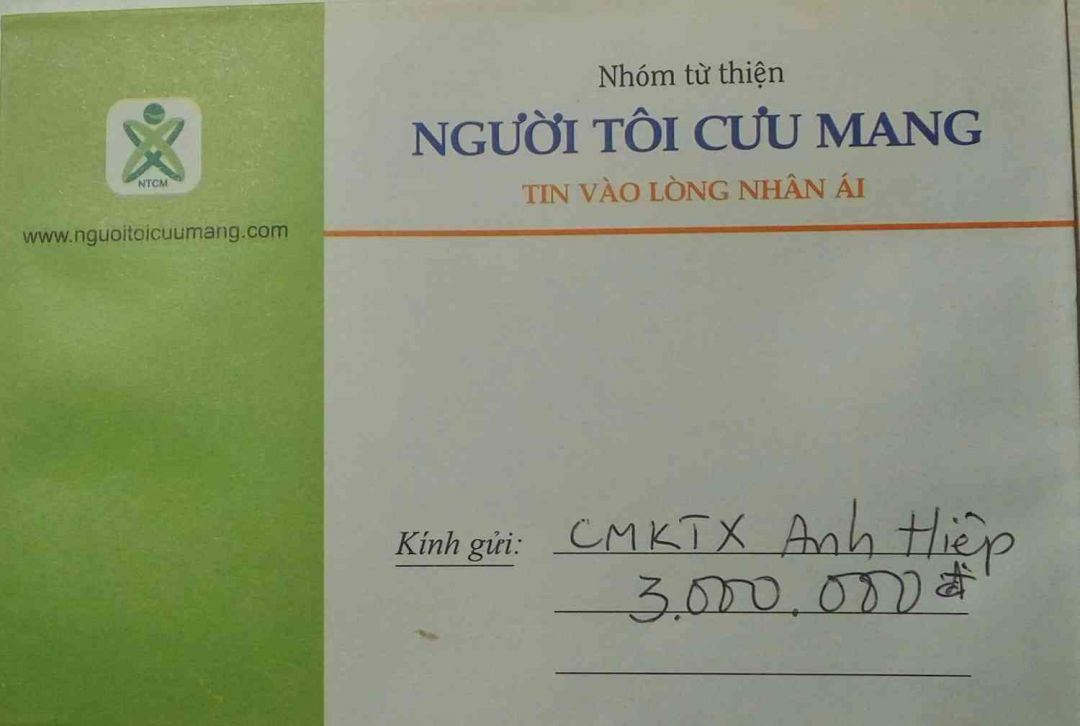 NTCM
www.nguoitoicuumang.com
Nhóm từ thiện
NGƯỜI TÔI CƯU MANG
TIN VÀO LÒNG NHÂN ÁI
Kính gửi: CMKTX Anh Hiệp
3.000.000đ